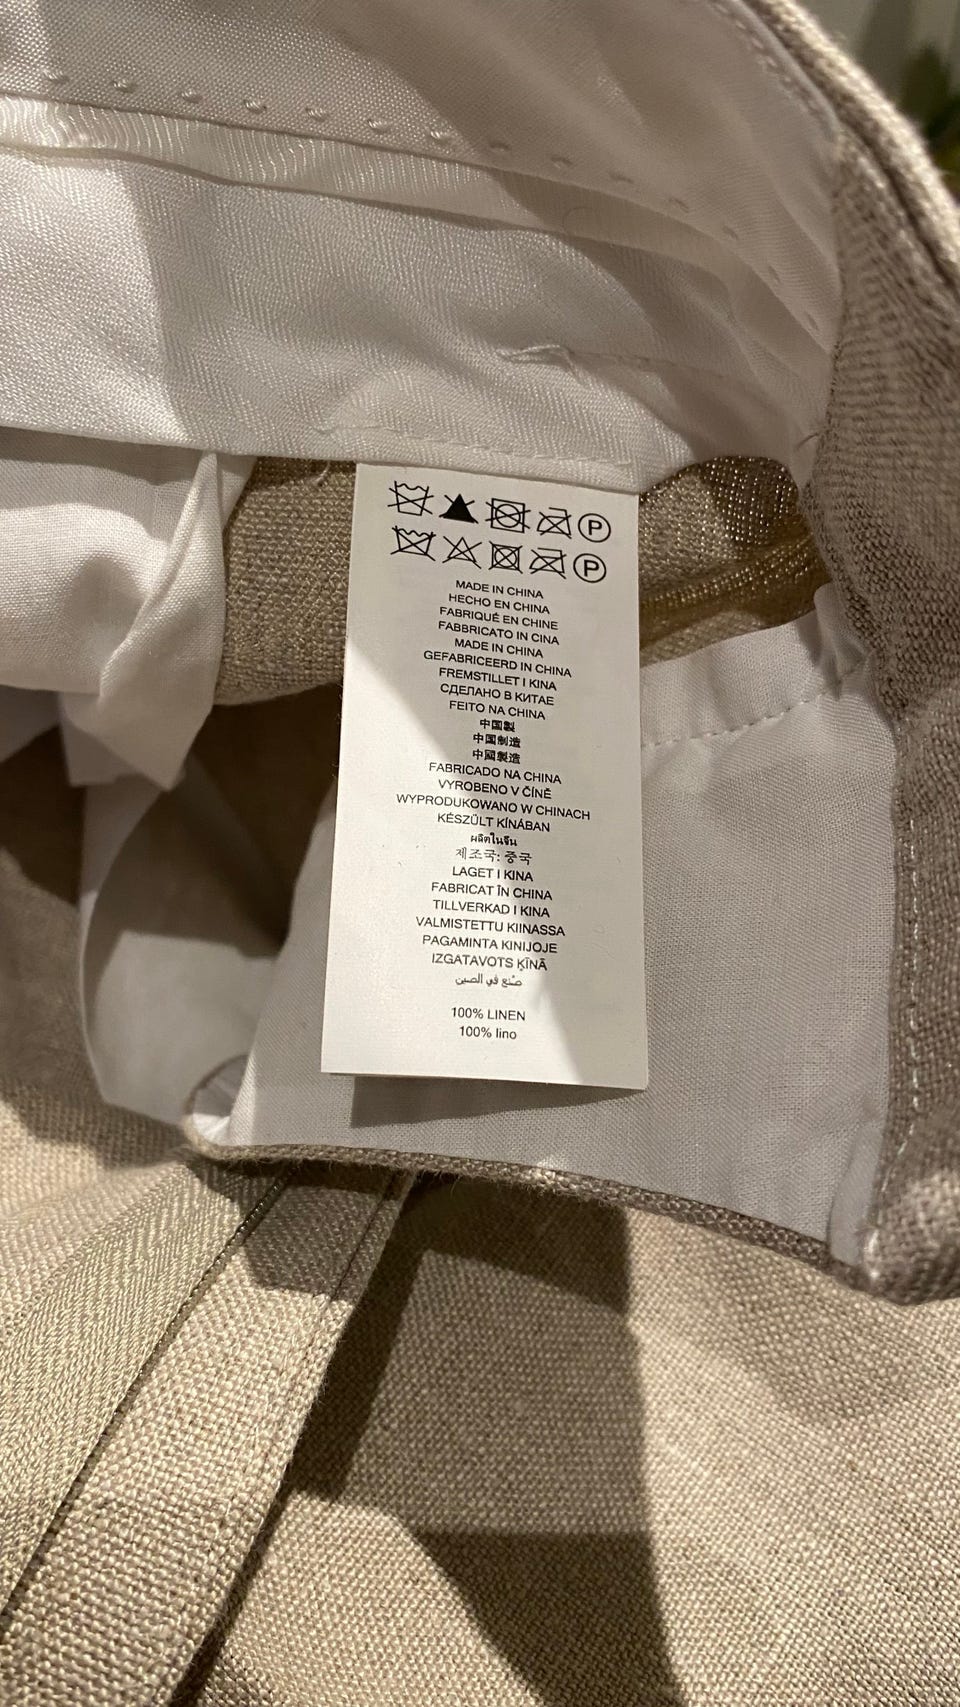 P
P
MADE IN CHINA
HECHO EN CHINA
FABRIQUÉ EN CHINE
FABBRICATO IN CINA
MADE IN CHINA
GEFABRICEERD IN CHINA
FREMSTILLET I KINA
СДЕЛАНО В КИТАЕ
FEITO NA CHINA
中国製
中国制造
中國製造
FABRICADO NA CHINA
VYROBENO V ČÍNĚ
WYPRODUKOWANO W CHINACH
KÉSZÜLT KÍNÁBAN
ผลิตในจีน
제조국: 중국
LAGET I KINA
FABRICAT ÎN CHINA
TILLVERKAD I KINA
VALMISTETTU KIINASSA
PAGAMINTA KINIJOJE
IZGATAVOTS ĶĪNĀ
صُنع في الصين
100% LINEN
100% lino